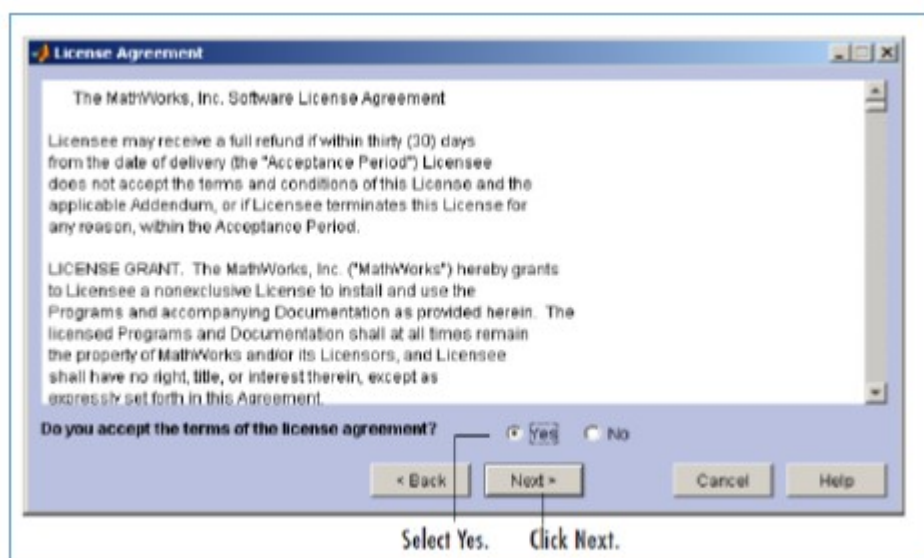 License Agreement
The MathWorks, Inc. Software License Agreement
Licensee may receive a full refund if within thirty (30) days
from the date of delivery (the "Acceptance Period") Licensee
does not accept the terms and conditions of this License and the
applicable Addendum, or if Licensee terminates this License for
any reason, within the Acceptance Period.
LICENSE GRANT. The MathWorks, Inc. ("MathWorks") hereby grants
to Licensee a nonexclusive License to install and use the
Programs and accompanying Documentation as provided herein. The
licensed Programs and Documentation shall at all times remain
the property of MathWorks and/or its Licensors, and Licensee
shall have no right, title, or interest therein, except as
expressly set forth in this Agreement.
Do you accept the terms of the license agreement? Yes No
< Back Next > Cancel Help
Select Yes. Click Next.